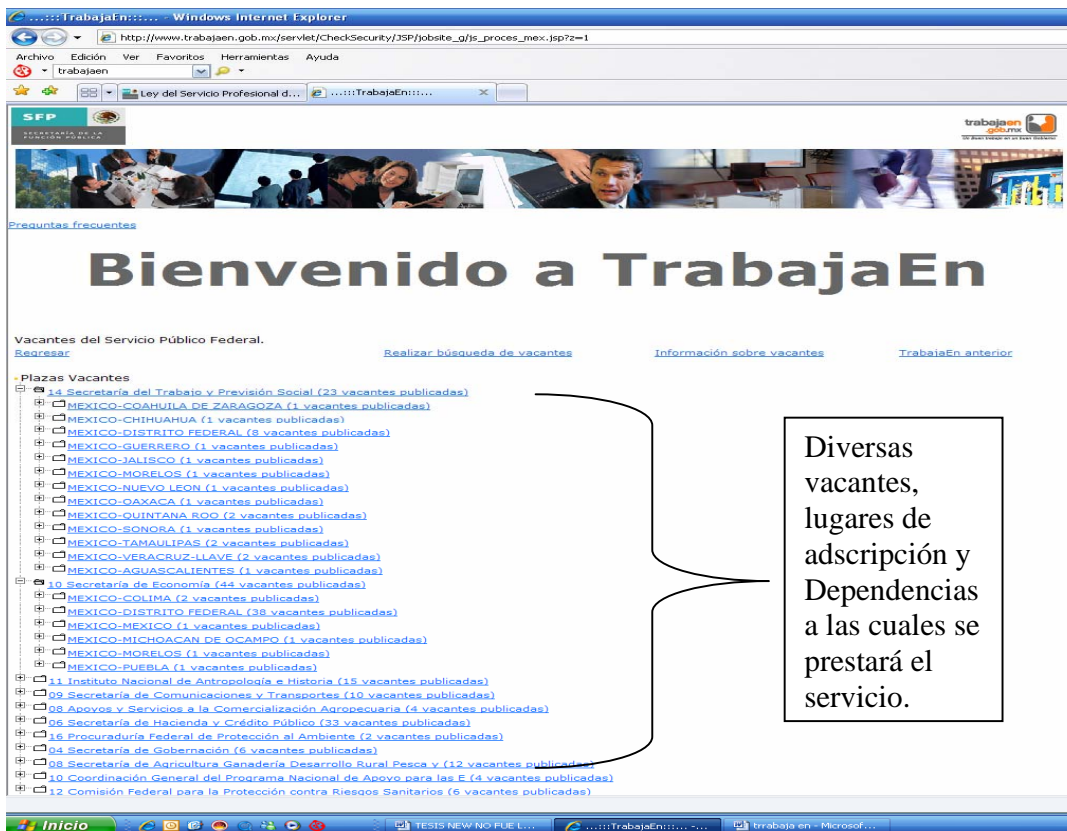 ...:::TrabajaEn:::... - Windows Internet Explorer
http://www.trabajaen.gob.mx/servlet/CheckSecurity/JSP/jobsite_g/js_proces_mex.jsp?z=1
Archivo Edición Ver Favoritos Herramientas Ayuda
trabajaen
Ley del Servicio Profesional d... ...:::TrabajaEn:::...
SFP
SECRETARÍA DE LA
FUNCIÓN PÚBLICA
trabajaen
.gob.mx
Preguntas frecuentes
Bienvenido a TrabajaEn
Vacantes del Servicio Público Federal.
Regresar Realizar búsqueda de vacantes Información sobre vacantes TrabajaEn anterior
Plazas Vacantes
14 Secretaría del Trabajo y Previsión Social (23 vacantes publicadas)
MEXICO-COAHUILA DE ZARAGOZA (1 vacantes publicadas)
MEXICO-CHIHUAHUA (1 vacantes publicadas)
MEXICO-DISTRITO FEDERAL (8 vacantes publicadas)
MEXICO-GUERRERO (1 vacantes publicadas)
MEXICO-JALISCO (1 vacantes publicadas)
MEXICO-MORELOS (1 vacantes publicadas)
MEXICO-NUEVO LEON (1 vacantes publicadas)
MEXICO-OAXACA (1 vacantes publicadas)
MEXICO-QUINTANA ROO (2 vacantes publicadas)
MEXICO-SONORA (1 vacantes publicadas)
MEXICO-TAMAULIPAS (2 vacantes publicadas)
MEXICO-VERACRUZ-LLAVE (2 vacantes publicadas)
MEXICO-AGUASCALIENTES (1 vacantes publicadas)
10 Secretaría de Economía (44 vacantes publicadas)
MEXICO-COLIMA (2 vacantes publicadas)
MEXICO-DISTRITO FEDERAL (38 vacantes publicadas)
MEXICO-MEXICO (1 vacantes publicadas)
MEXICO-MICHOACAN DE OCAMPO (1 vacantes publicadas)
MEXICO-MORELOS (1 vacantes publicadas)
MEXICO-PUEBLA (1 vacantes publicadas)
11 Instituto Nacional de Antropología e Historia (15 vacantes publicadas)
09 Secretaría de Comunicaciones y Transportes (10 vacantes publicadas)
08 Apoyos y Servicios a la Comercialización Agropecuaria (4 vacantes publicadas)
06 Secretaría de Hacienda y Crédito Público (33 vacantes publicadas)
16 Procuraduría Federal de Protección al Ambiente (2 vacantes publicadas)
04 Secretaría de Gobernación (6 vacantes publicadas)
08 Secretaría de Agricultura Ganadería Desarrollo Rural Pesca y (12 vacantes publicadas)
10 Coordinación General del Programa Nacional de Apoyo para las E (4 vacantes publicadas)
12 Comisión Federal para la Protección contra Riesgos Sanitarios (6 vacantes publicadas)
Diversas
vacantes,
lugares de
adscripción y
Dependencias
a las cuales se
prestará el
servicio.
Inicio TESIS NEW NO FUE L... ...:::TrabajaEn:::... -... trrabaja en - Microsof...